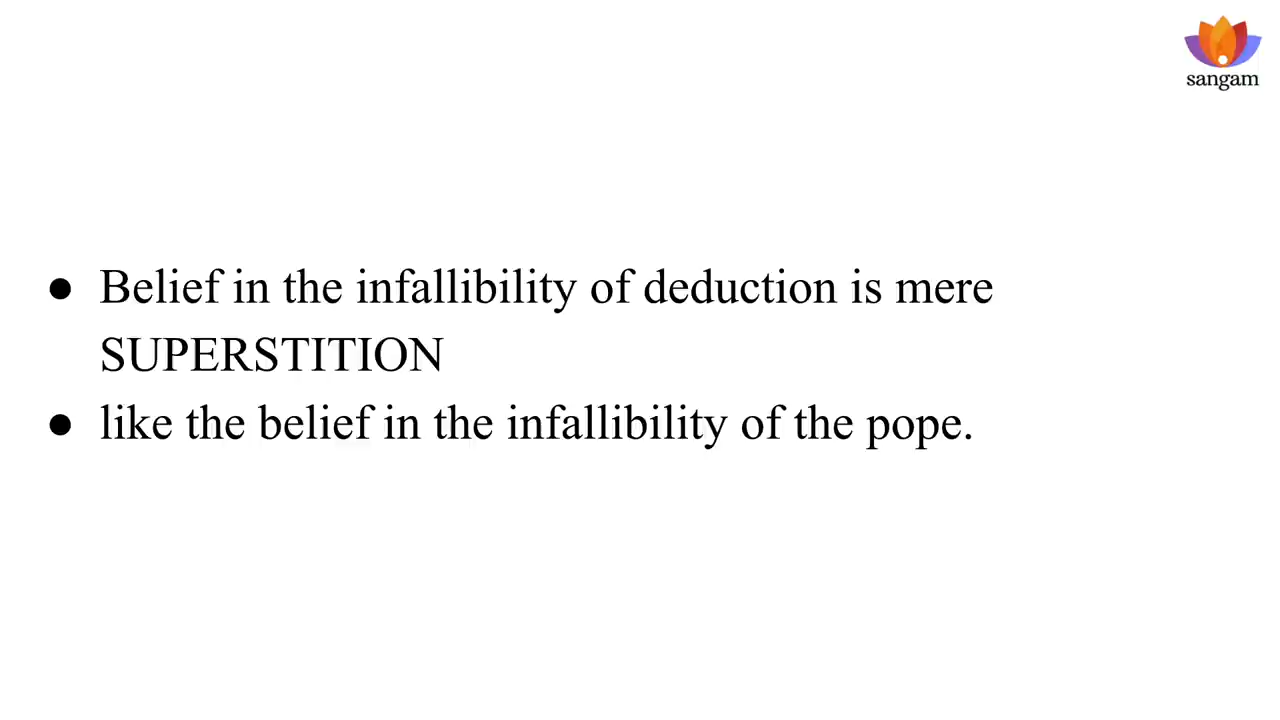 sangam
● Belief in the infallibility of deduction is mere
SUPERSTITION
● like the belief in the infallibility of the pope.